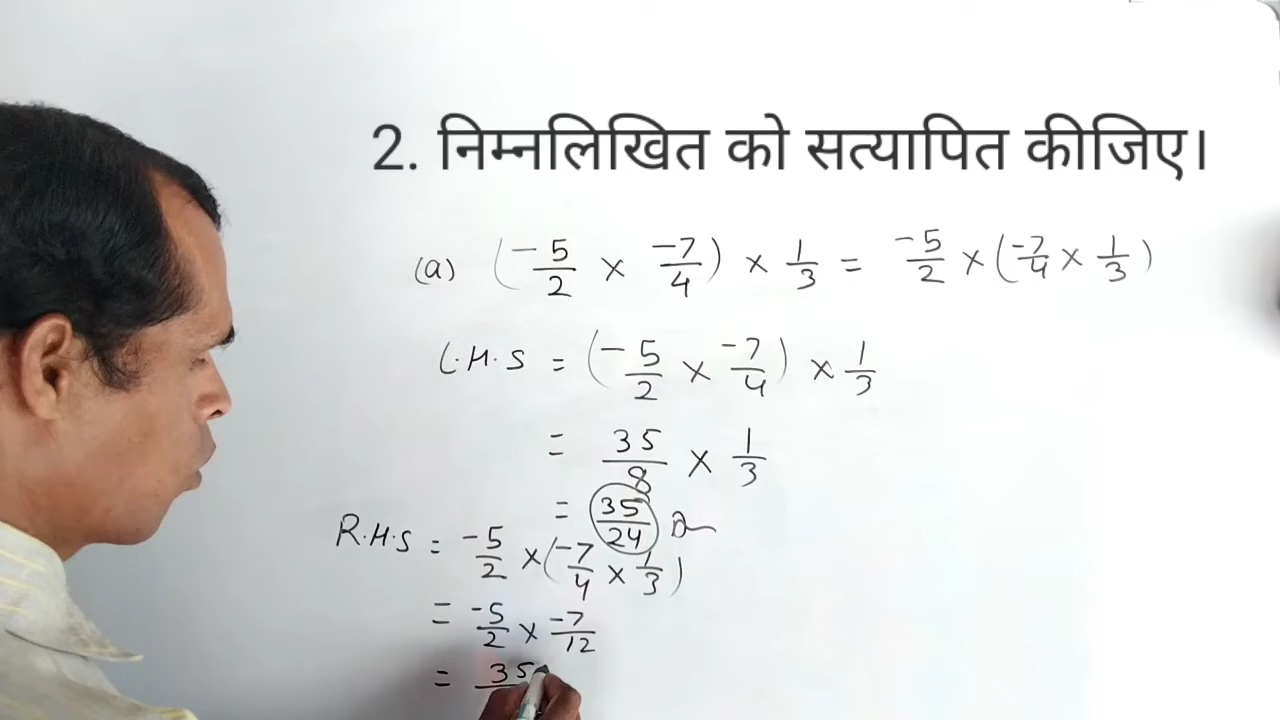 2. निम्नलिखित को सत्यापित कीजिए।
(a) (-5/2 × -7/4) × 1/3 = -5/2 × (-7/4 × 1/3)
L.H.S = (-5/2 × -7/4) × 1/3
= 35/8 × 1/3
= 35/24
R.H.S = -5/2 × (-7/4 × 1/3)
= -5/2 × -7/12
= 35